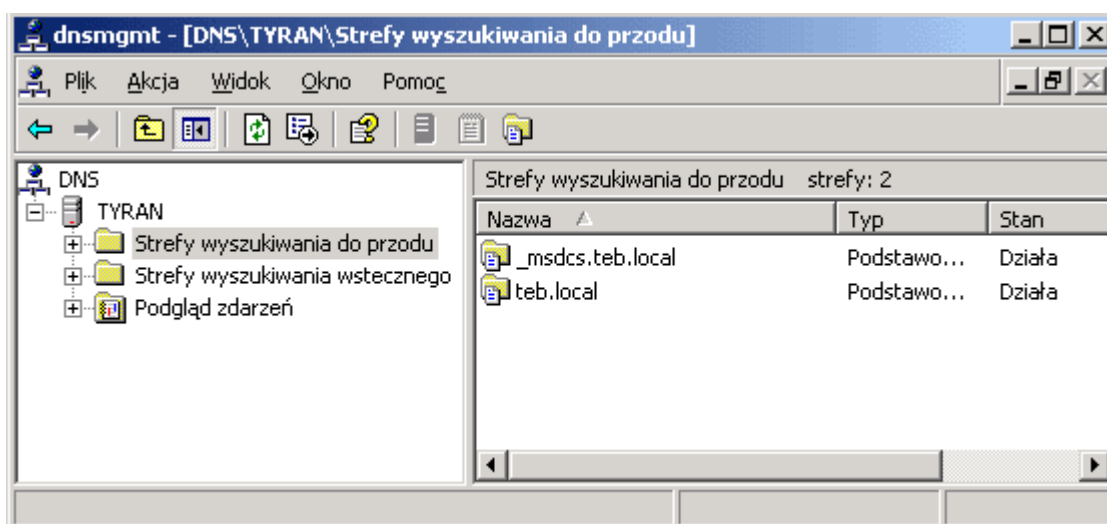 dnsmgmt - [DNS\TYRAN\Strefy wyszukiwania do przodu]
Plik Akcja Widok Okno Pomoc
DNS
TYRAN
Strefy wyszukiwania do przodu
Strefy wyszukiwania wstecznego
Podgląd zdarzeń
Strefy wyszukiwania do przodu strefy: 2
Nazwa Typ Stan
_msdcs.teb.local Podstawo... Działa
teb.local Podstawo... Działa